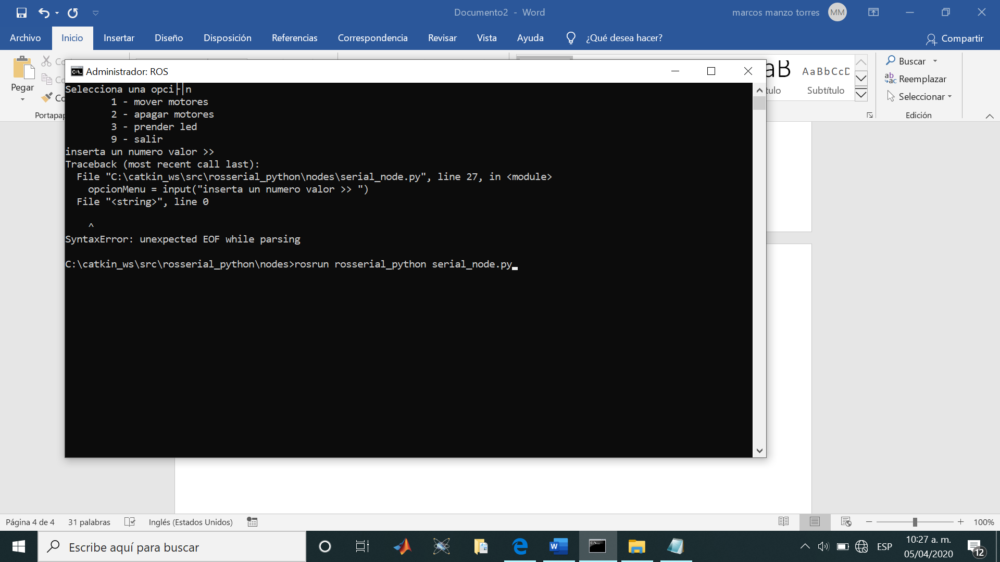 Documento2 - Word
marcos manzo torres
MM
Archivo
Inicio
Insertar
Diseño
Disposición
Referencias
Correspondencia
Revisar
Vista
Ayuda
¿Qué desea hacer?
Compartir
Pegar
Co
Portapap
aB
AaBbCcD
tulo
Subtítulo
Buscar
Reemplazar
Seleccionar
Edición
Administrador: ROS
Selecciona una opci├│n
1 - mover motores
2 - apagar motores
3 - prender led
9 - salir
inserta un numero valor >>
Traceback (most recent call last):
File "C:\catkin_ws\src\rosserial_python\nodes\serial_node.py", line 27, in <module>
opcionMenu = input("inserta un numero valor >> ")
File "<string>", line 0
^
SyntaxError: unexpected EOF while parsing
C:\catkin_ws\src\rosserial_python\nodes>rosrun rosserial_python serial_node.py
Página 4 de 4
31 palabras
Inglés (Estados Unidos)
100%
Escribe aquí para buscar
ESP
10:27 a. m.
05/04/2020
12